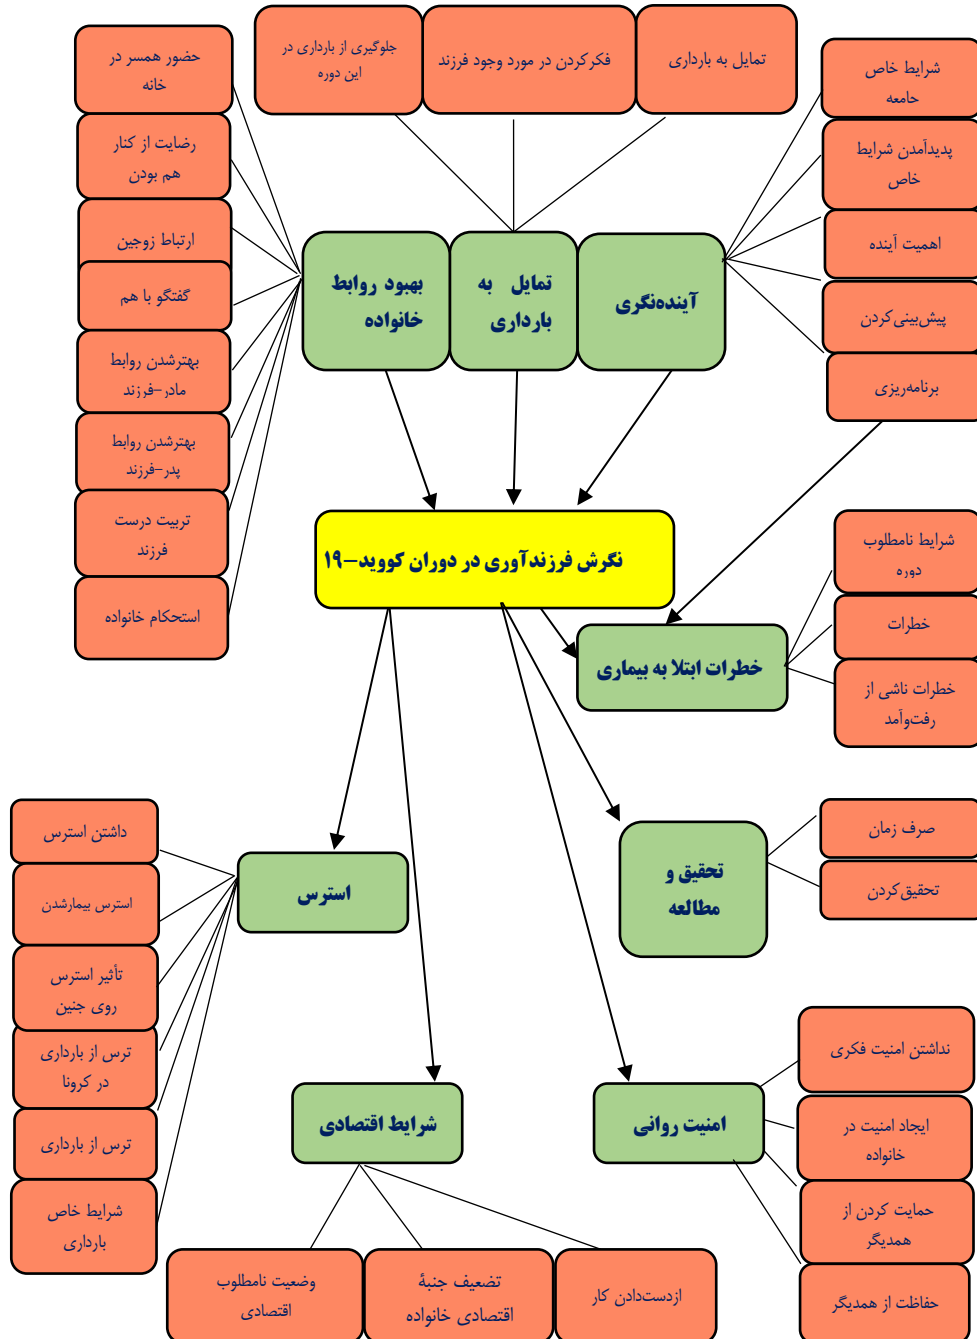 تمایل به بارداری
فکرکردن در مورد وجود فرزند
جلوگیری از بارداری در
این دوره
شرایط خاص
حامعه
پدیدآمدن شرایط
خاص
اهمیت آینده
پیش‌بینی‌کردن
برنامه‌ریزی
حضور همسر در
خانه
رضایت از کنار
هم بودن
ارتباط زوجین
گفتگو با هم
بهترشدن روابط
مادر–فرزند
بهترشدن روابط
پدر–فرزند
تربیت درست
فرزند
استحکام خانواده
آینده‌نگری
تمایل به
بارداری
بهبود روابط
خانواده
نگرش فرزندآوری در دوران کووید–۱۹
شرایط نامطلوب
دوره
خطرات
خطرات ناشی از
رفت‌وآمد
خطرات ابتلا به بیماری
صرف زمان
تحقیق‌کردن
تحقیق و
مطالعه
استرس
داشتن استرس
استرس بیمارشدن
تأثیر استرس
روی جنین
ترس از بارداری
در کرونا
ترس از بارداری
شرایط خاص
بارداری
امنیت روانی
نداشتن امنیت فکری
ایجاد امنیت در
خانواده
حمایت کردن از
همدیگر
حفاظت از همدیگر
شرایط اقتصادی
ازدست‌دادن کار
تضعیف جنبهٔ
اقتصادی خانواده
وضعیت نامطلوب
اقتصادی